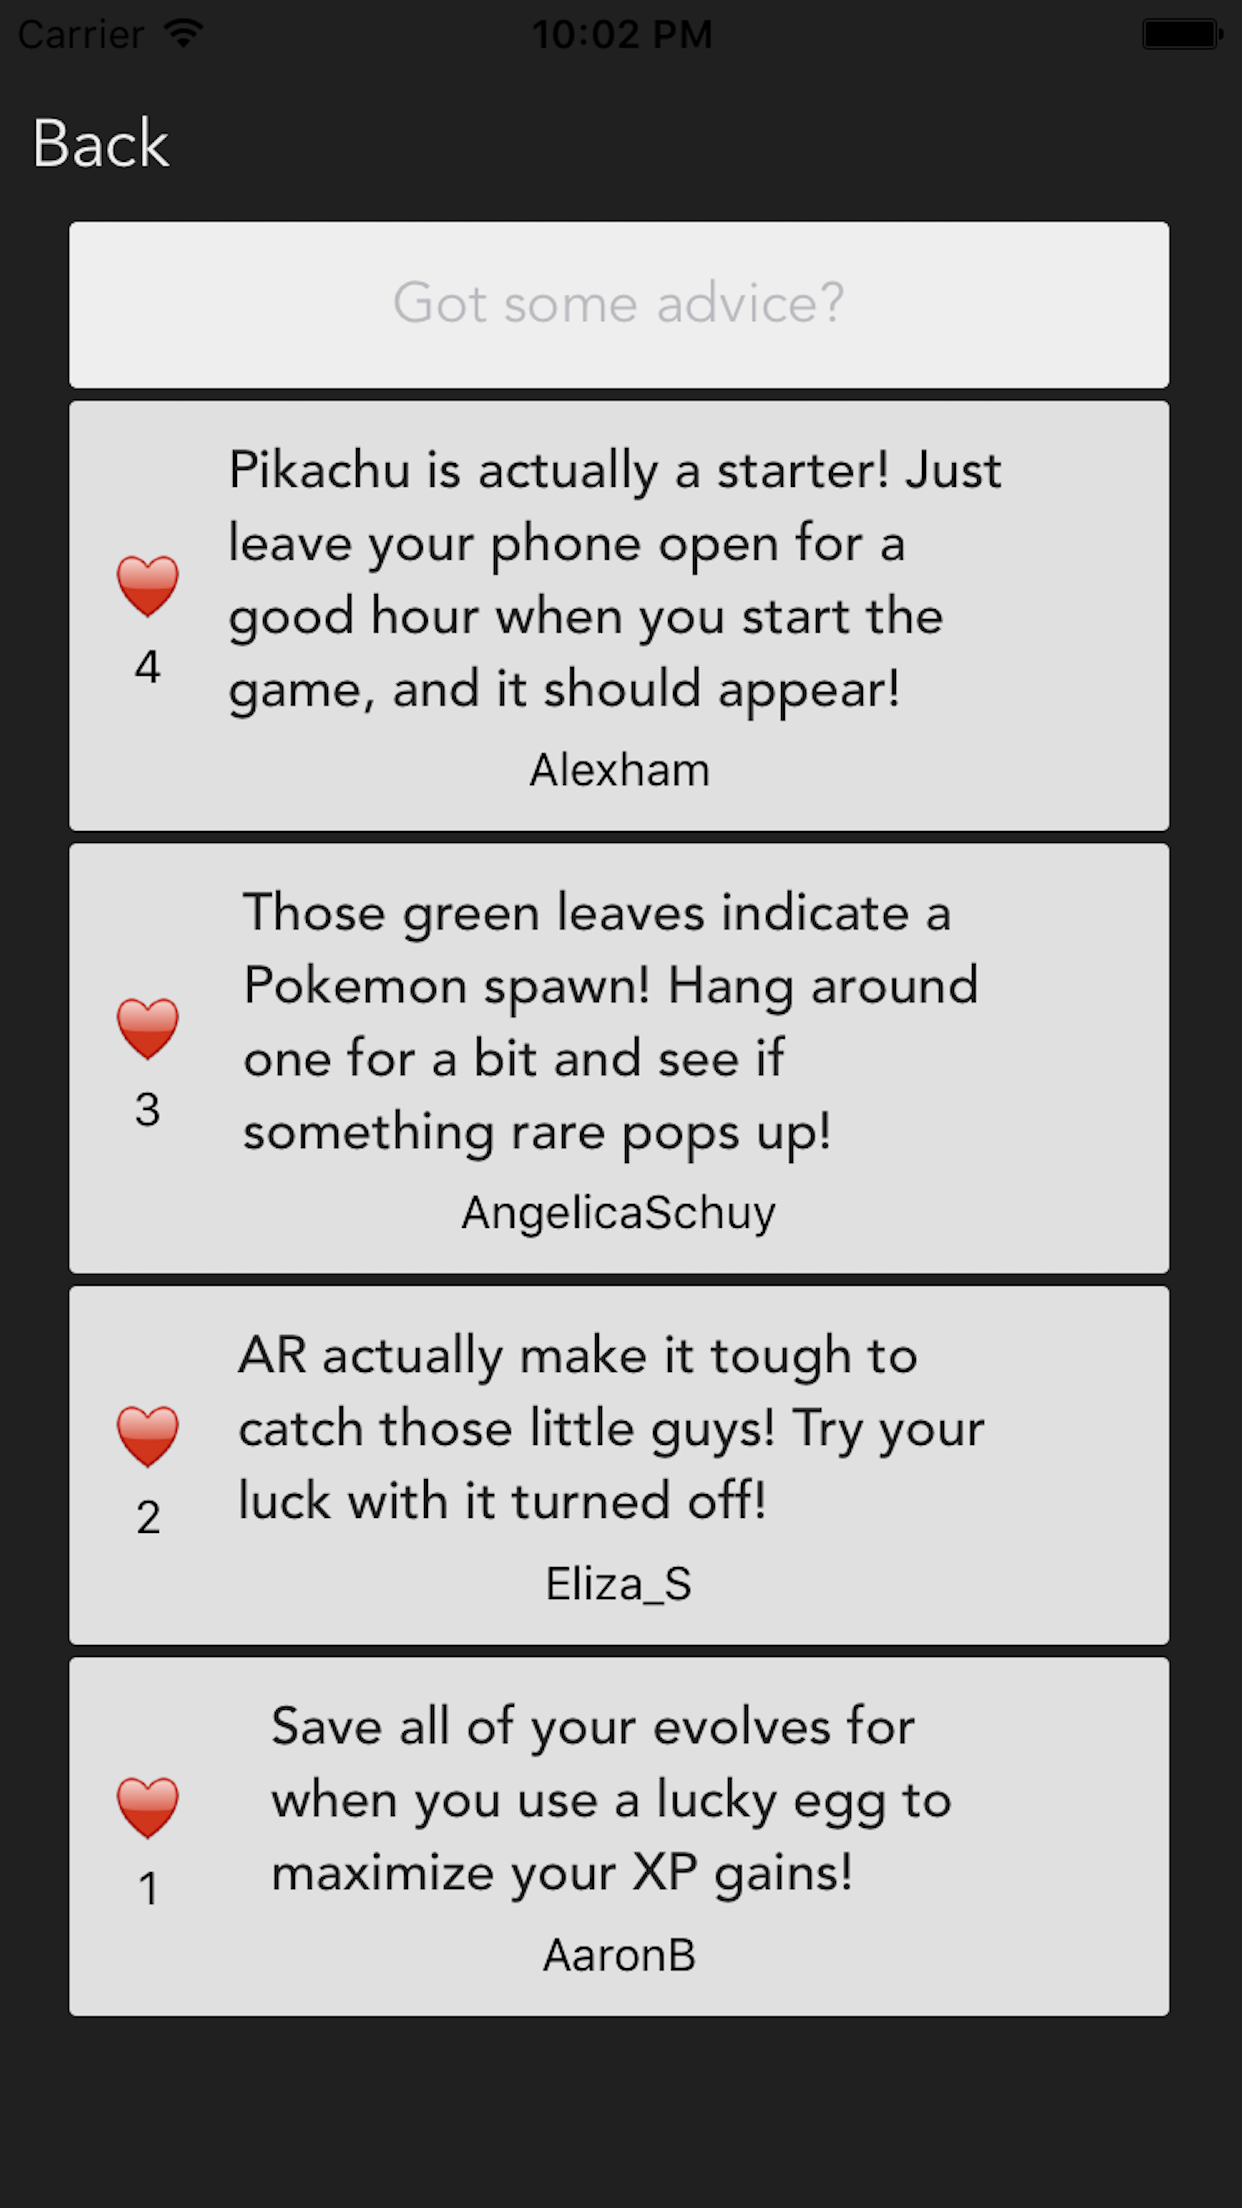 Carrier 10:02 PM
Back
Got some advice?
Pikachu is actually a starter! Just
leave your phone open for a
good hour when you start the
game, and it should appear!
4
Alexham
Those green leaves indicate a
Pokemon spawn! Hang around
one for a bit and see if
something rare pops up!
3
AngelicaSchuy
AR actually make it tough to
catch those little guys! Try your
luck with it turned off!
2
Eliza_S
Save all of your evolves for
when you use a lucky egg to
maximize your XP gains!
1
AaronB